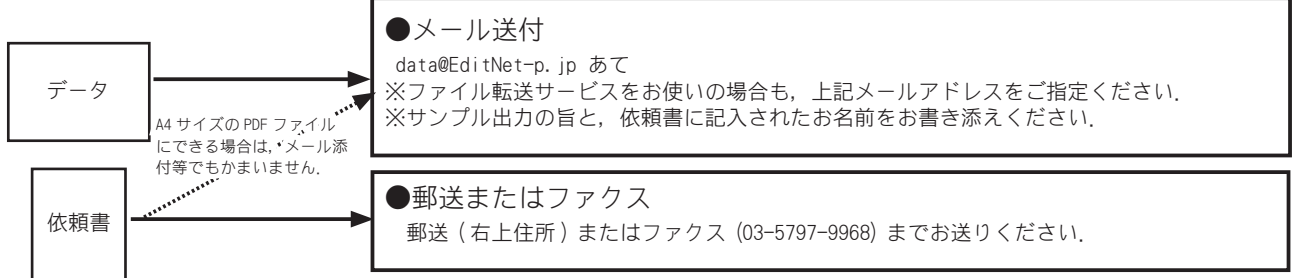 データ
●メール送付
data@EditNet-p.jp あて
※ファイル転送サービスをお使いの場合も，上記メールアドレスをご指定ください．
※サンプル出力の旨と，依頼書に記入されたお名前をお書き添えください．
A4 サイズの PDF ファイル
にできる場合は，メール添
付等でもかまいません．
依頼書
●郵送またはファクス
郵送 ( 右上住所 ) またはファクス (03-5797-9968) までお送りください．